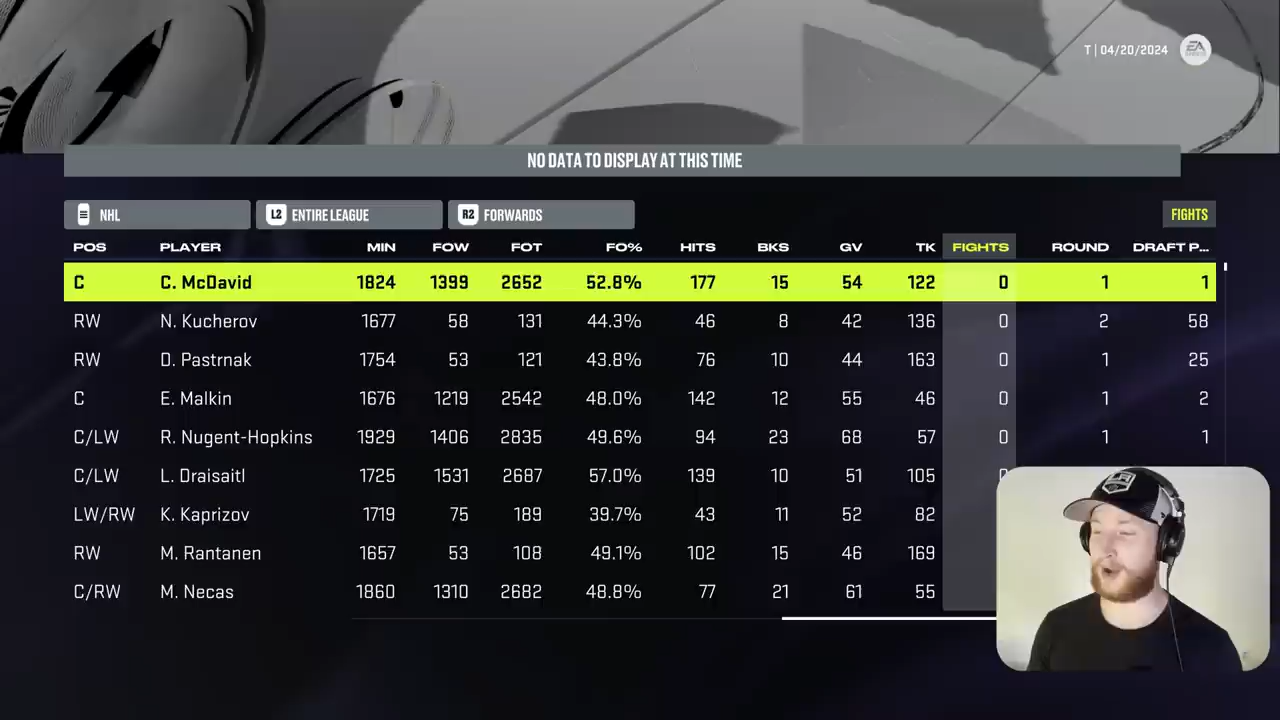 T | 04/20/2024 EA SPORTS
NO DATA TO DISPLAY AT THIS TIME
NHL L2 ENTIRE LEAGUE R2 FORWARDS FIGHTS
POS PLAYER MIN FOW FOT FO% HITS BKS GV TK FIGHTS ROUND DRAFT P...
C C. McDavid 1824 1399 2652 52.8% 177 15 54 122 0 1 1
RW N. Kucherov 1677 58 131 44.3% 46 8 42 136 0 2 58
RW D. Pastrnak 1754 53 121 43.8% 76 10 44 163 0 1 25
C E. Malkin 1676 1219 2542 48.0% 142 12 55 46 0 1 2
C/LW R. Nugent-Hopkins 1929 1406 2835 49.6% 94 23 68 57 0 1 1
C/LW L. Draisaitl 1725 1531 2687 57.0% 139 10 51 105 0
LW/RW K. Kaprizov 1719 75 189 39.7% 43 11 52 82
RW M. Rantanen 1657 53 108 49.1% 102 15 46 169
C/RW M. Necas 1860 1310 2682 48.8% 77 21 61 55
LA